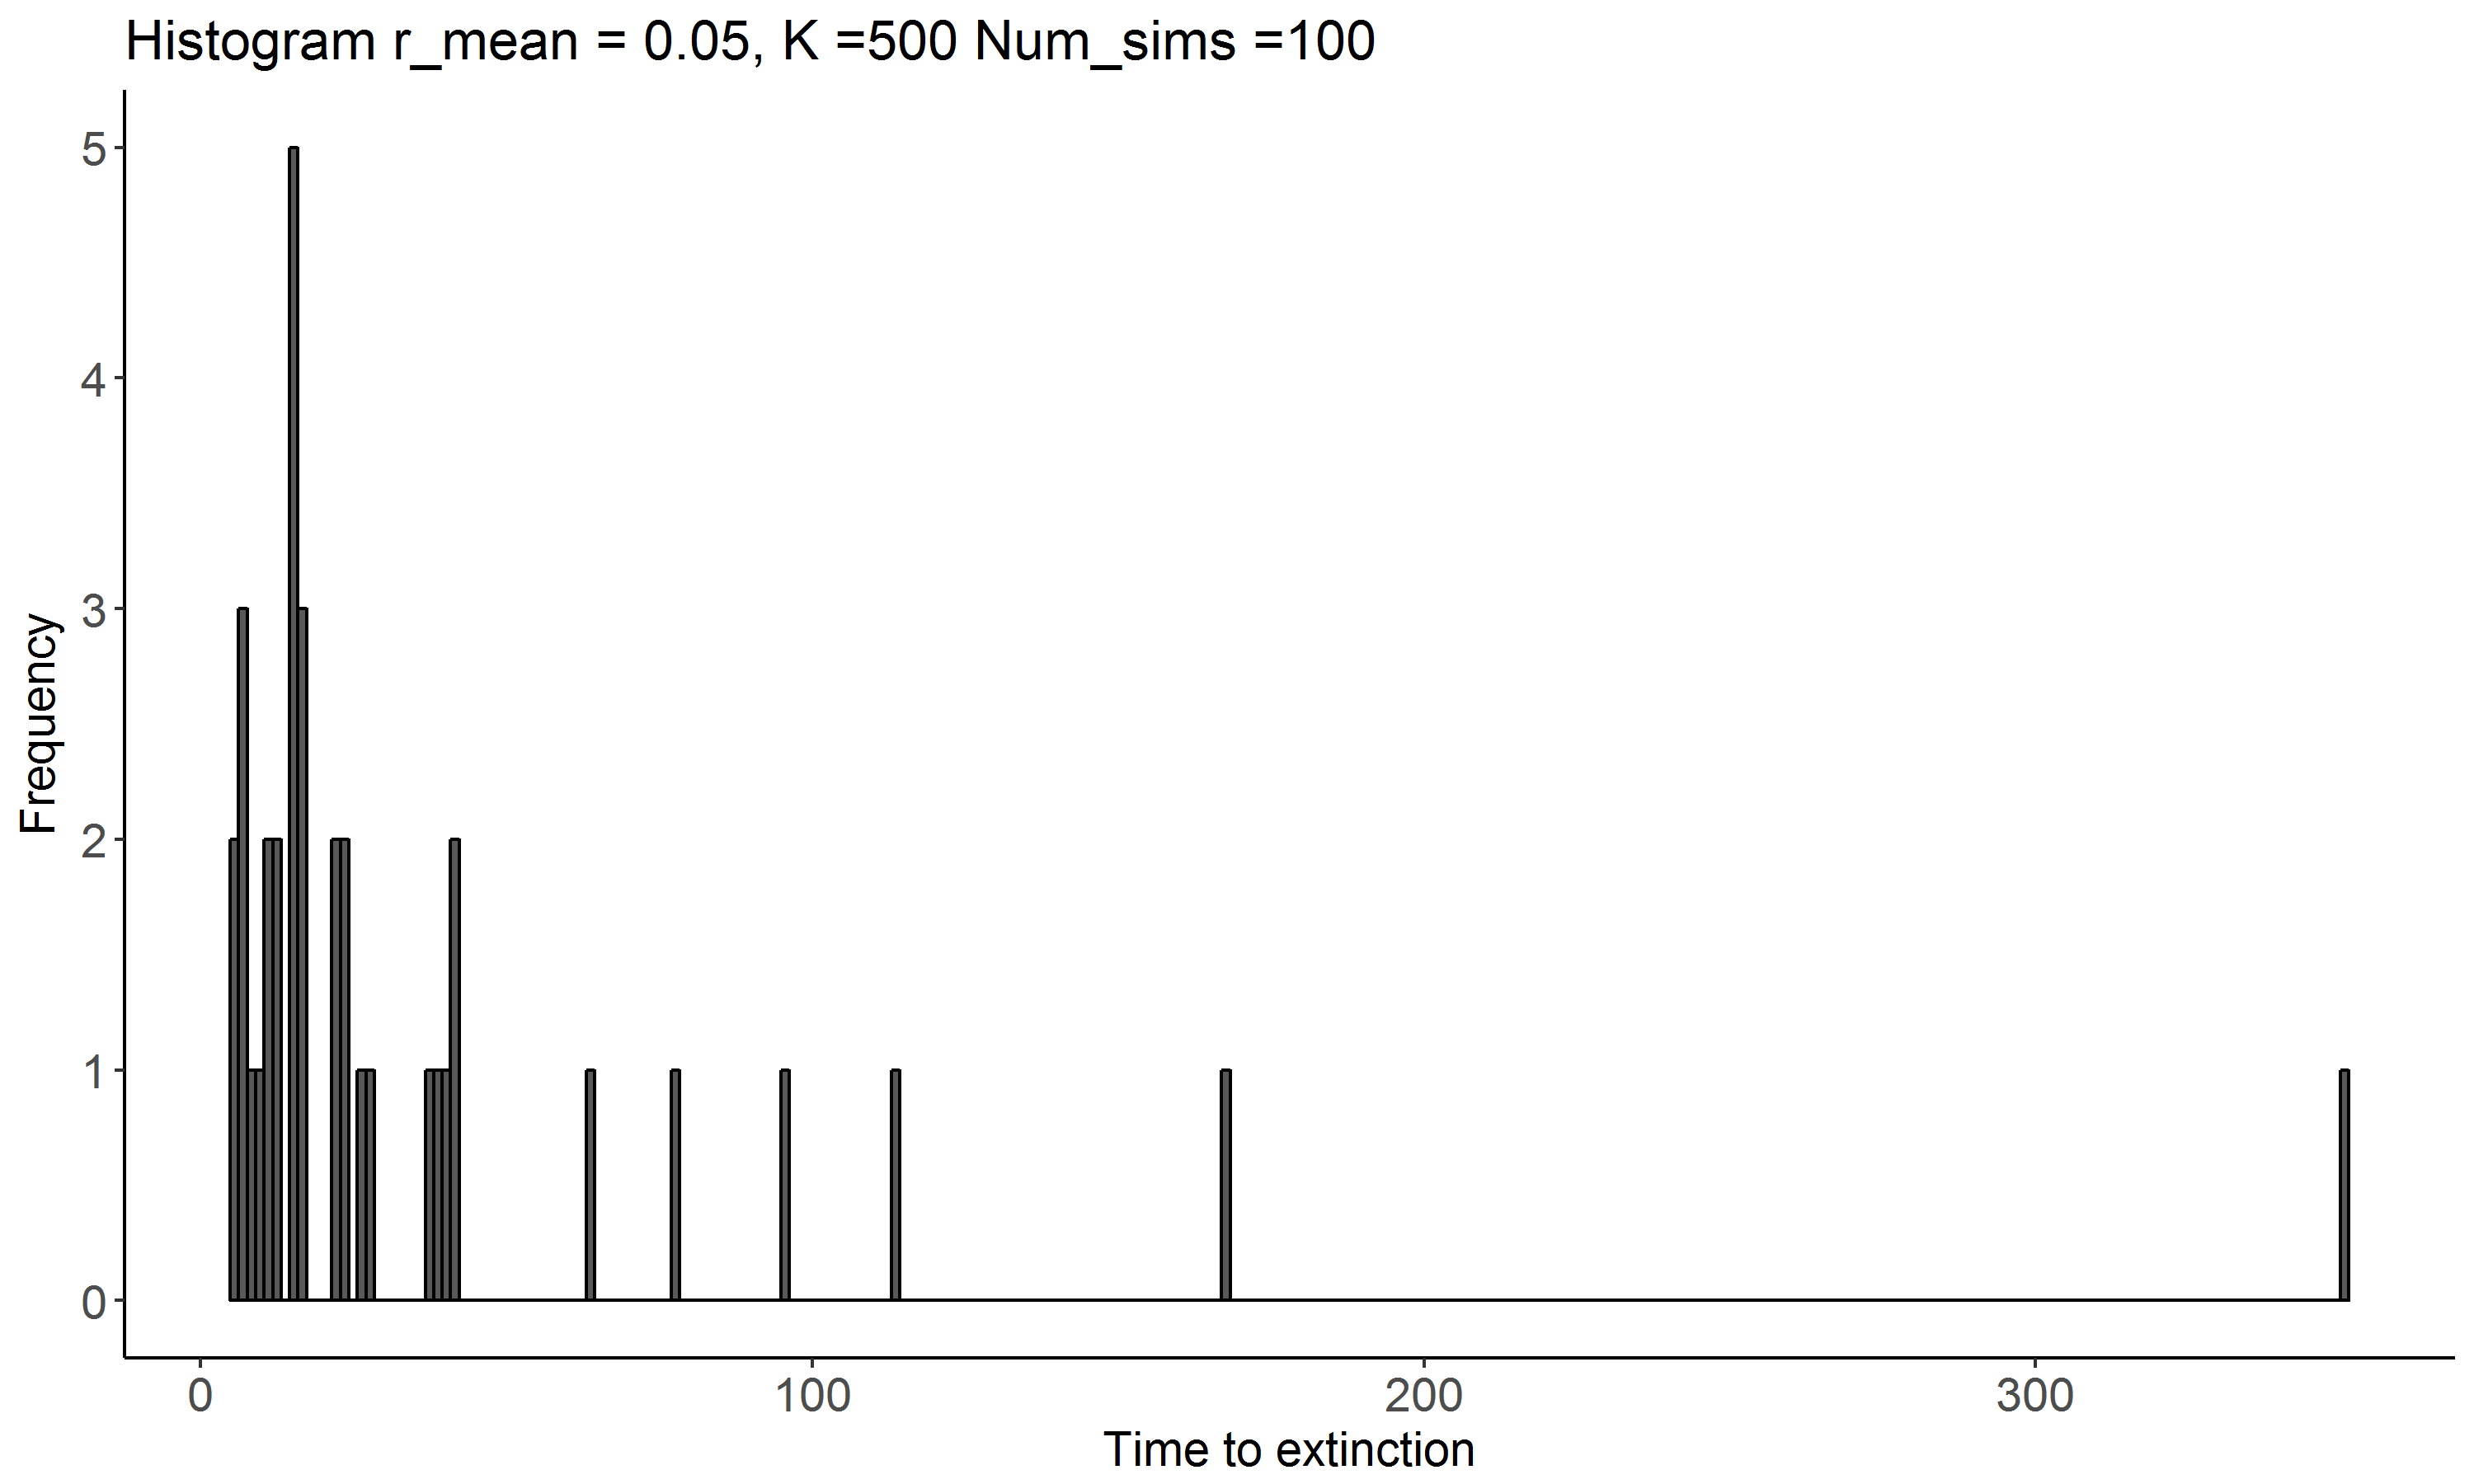 Histogram r_mean = 0.05, K =500 Num_sims =100
5
4
3
2
1
0
Frequency
0 100 200 300
Time to extinction